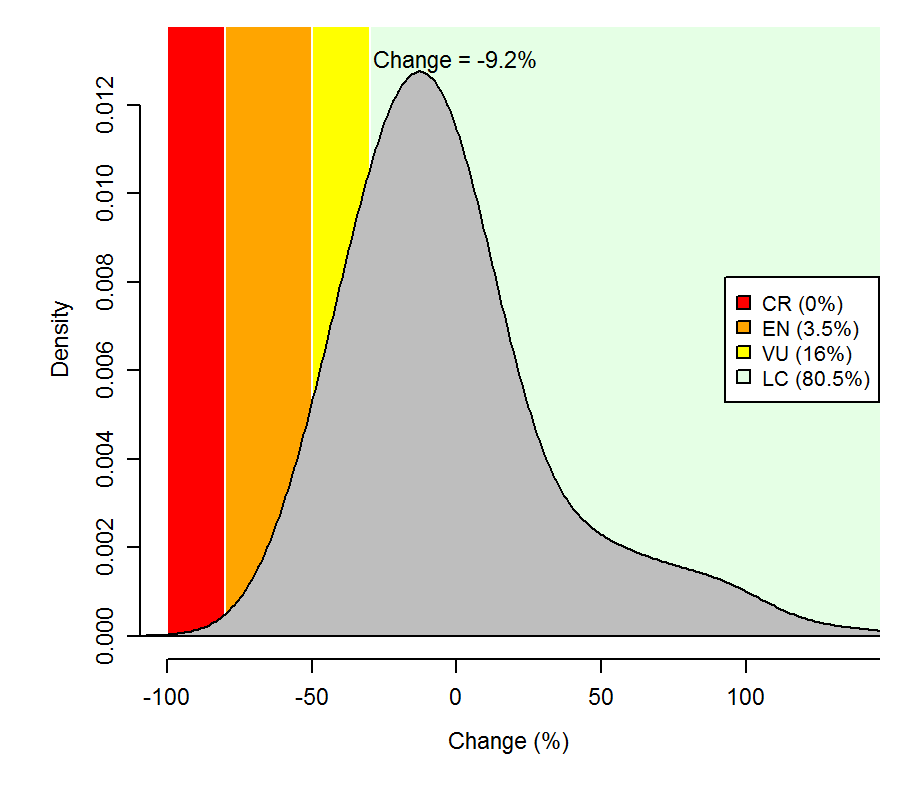 Change = -9.2%
0.012
0.010
0.008
0.006
0.004
0.002
0.000
Density
CR (0%)
EN (3.5%)
VU (16%)
LC (80.5%)
-100 -50 0 50 100
Change (%)